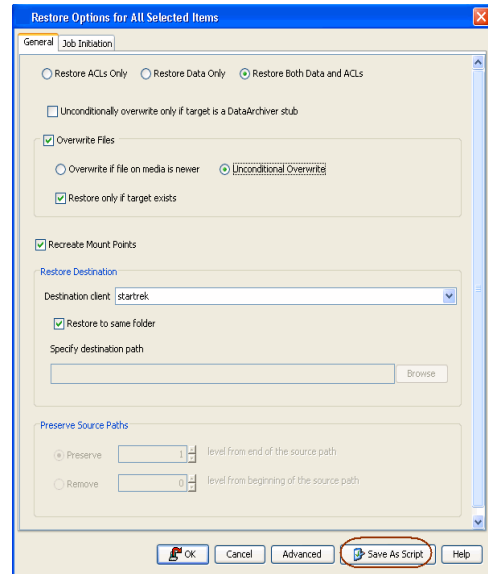 Restore Options for All Selected Items
General Job Initiation
Restore ACLs Only Restore Data Only Restore Both Data and ACLs
Unconditionally overwrite only if target is a DataArchiver stub
Overwrite Files
Overwrite if file on media is newer Unconditional Overwrite
Restore only if target exists
Recreate Mount Points
Restore Destination
Destination client startrek
Restore to same folder
Specify destination path
Browse
Preserve Source Paths
Preserve 1 level from end of the source path
Remove 0 level from beginning of the source path
OK Cancel Advanced Save As Script Help